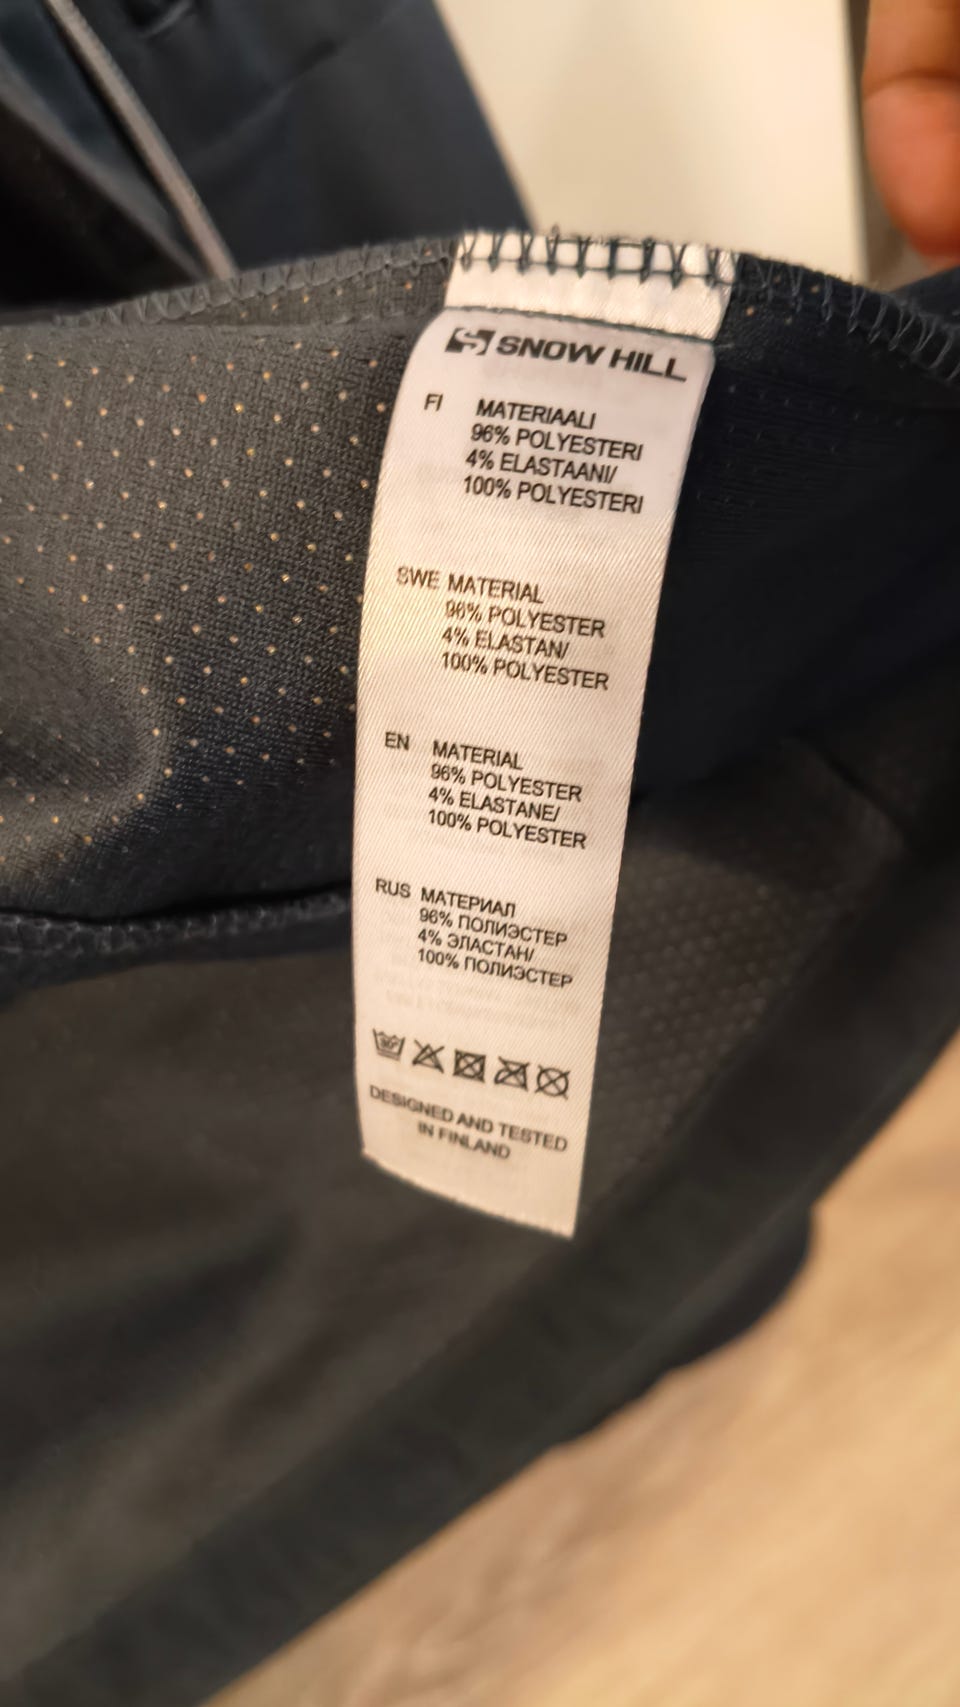 SNOW HILL
FI MATERIAALI
96% POLYESTERI
4% ELASTAANI/
100% POLYESTERI
SWE MATERIAL
96% POLYESTER
4% ELASTAN/
100% POLYESTER
EN MATERIAL
96% POLYESTER
4% ELASTANE/
100% POLYESTER
RUS МАТЕРИАЛ
96% ПОЛИЭСТЕР
4% ЭЛАСТАН/
100% ПОЛИЭСТЕР
30°
DESIGNED AND TESTED
IN FINLAND